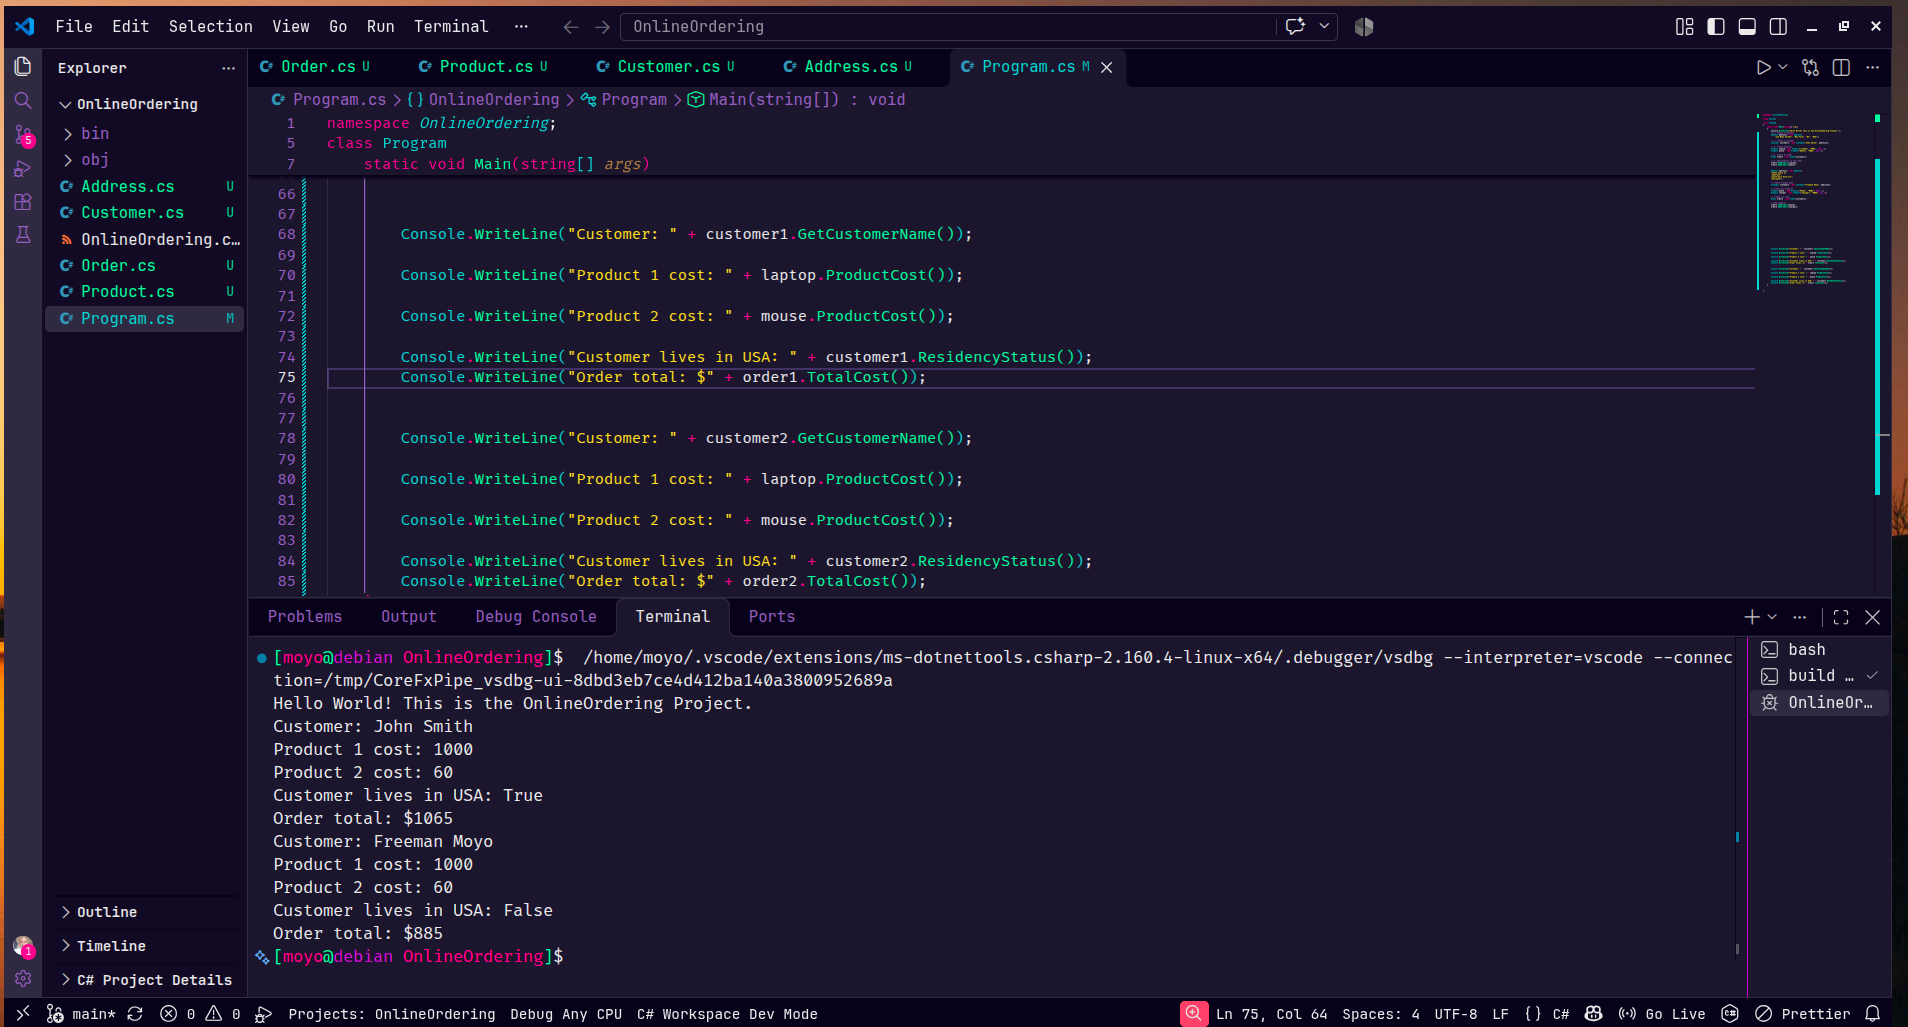 File Edit Selection View Go Run Terminal ··· OnlineOrdering
Explorer ···
OnlineOrdering
bin
obj
C# Address.cs U
C# Customer.cs U
OnlineOrdering.c…
C# Order.cs U
C# Product.cs U
C# Program.cs M
Outline
Timeline
C# Project Details
5
1
C# Order.cs U C# Product.cs U C# Customer.cs U C# Address.cs U C# Program.cs M
C# Program.cs > {} OnlineOrdering > Program > Main(string[]) : void
1 namespace OnlineOrdering;
5 class Program
7 static void Main(string[] args)
66
67
68 Console.WriteLine("Customer: " + customer1.GetCustomerName());
69
70 Console.WriteLine("Product 1 cost: " + laptop.ProductCost());
71
72 Console.WriteLine("Product 2 cost: " + mouse.ProductCost());
73
74 Console.WriteLine("Customer lives in USA: " + customer1.ResidencyStatus());
75 Console.WriteLine("Order total: $" + order1.TotalCost());
76
77
78 Console.WriteLine("Customer: " + customer2.GetCustomerName());
79
80 Console.WriteLine("Product 1 cost: " + laptop.ProductCost());
81
82 Console.WriteLine("Product 2 cost: " + mouse.ProductCost());
83
84 Console.WriteLine("Customer lives in USA: " + customer2.ResidencyStatus());
85 Console.WriteLine("Order total: $" + order2.TotalCost());
Problems Output Debug Console Terminal Ports
[moyo@debian OnlineOrdering]$ /home/moyo/.vscode/extensions/ms-dotnettools.csharp-2.160.4-linux-x64/.debugger/vsdbg --interpreter=vscode --connec
tion=/tmp/CoreFxPipe_vsdbg-ui-8dbd3eb7ce4d412ba140a3800952689a
Hello World! This is the OnlineOrdering Project.
Customer: John Smith
Product 1 cost: 1000
Product 2 cost: 60
Customer lives in USA: True
Order total: $1065
Customer: Freeman Moyo
Product 1 cost: 1000
Product 2 cost: 60
Customer lives in USA: False
Order total: $885
[moyo@debian OnlineOrdering]$
bash
build …
OnlineOr…
main* 0 0 Projects: OnlineOrdering Debug Any CPU C# Workspace Dev Mode Ln 75, Col 64 Spaces: 4 UTF-8 LF {} C# Go Live Prettier